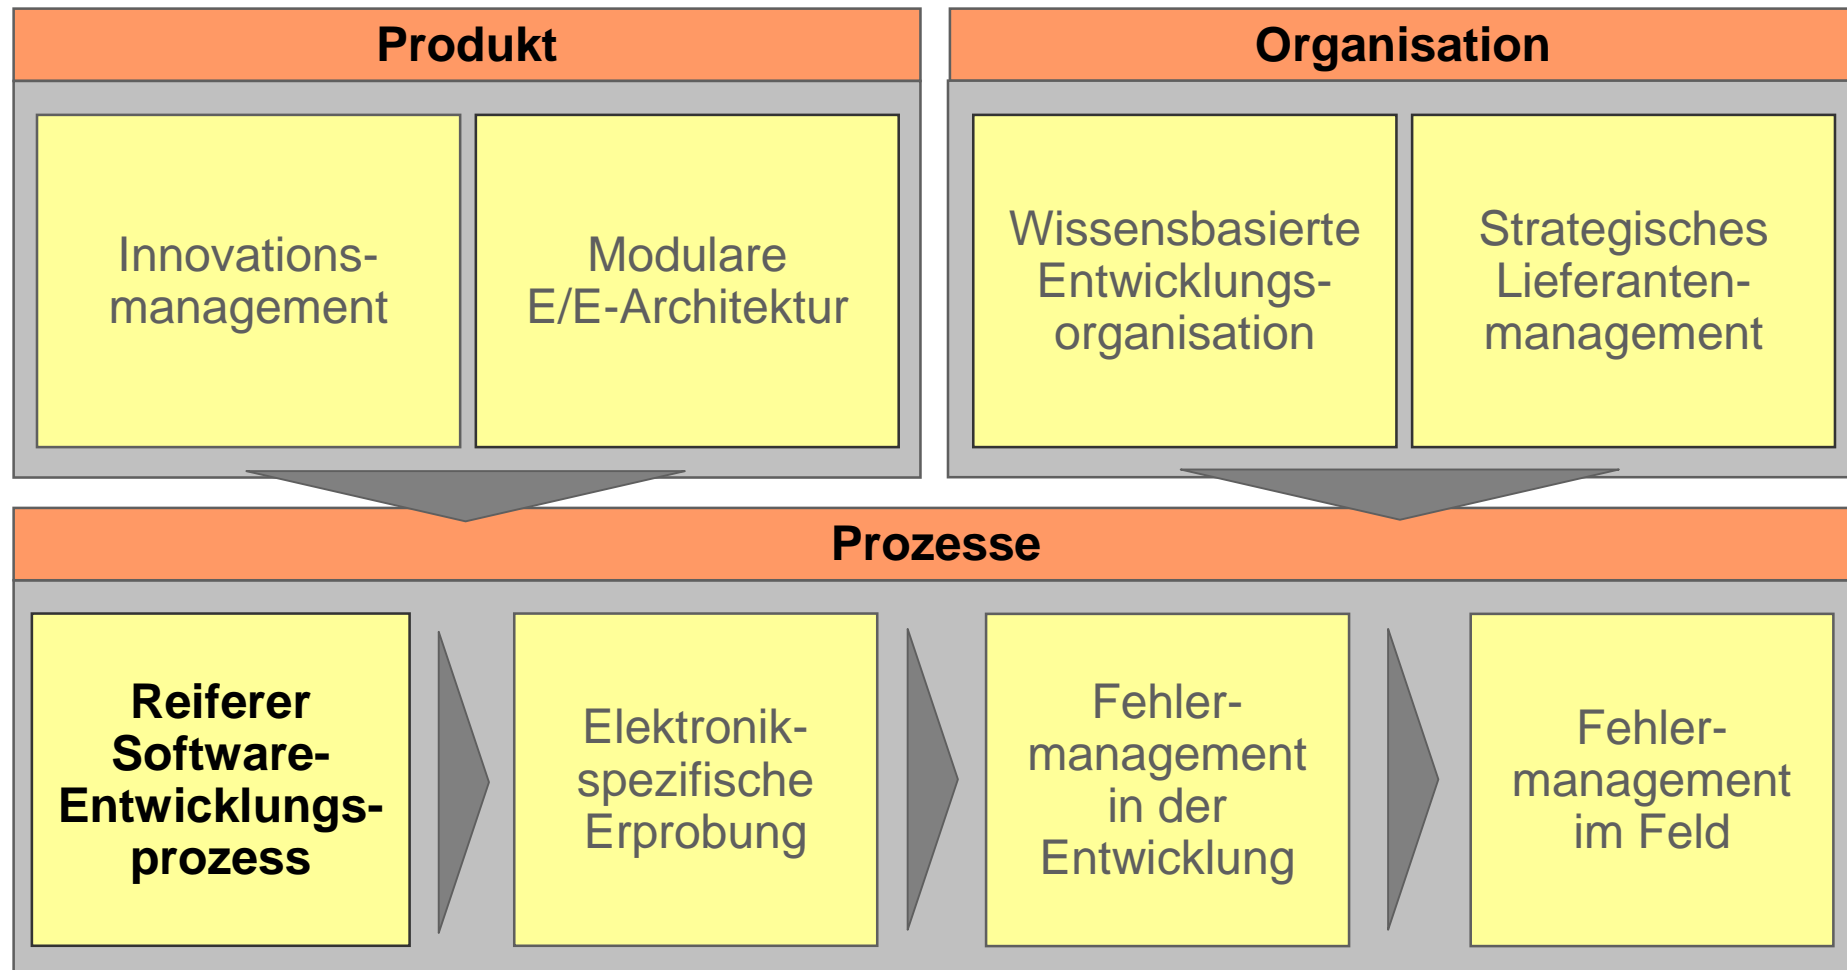 Produkt
Innovations-
management
Modulare
E/E-Architektur
Organisation
Wissensbasierte
Entwicklungs-
organisation
Strategisches
Lieferanten-
management
Prozesse
Reiferer
Software-
Entwicklungs-
prozess
Elektronik-
spezifische
Erprobung
Fehler-
management
in der
Entwicklung
Fehler-
management
im Feld